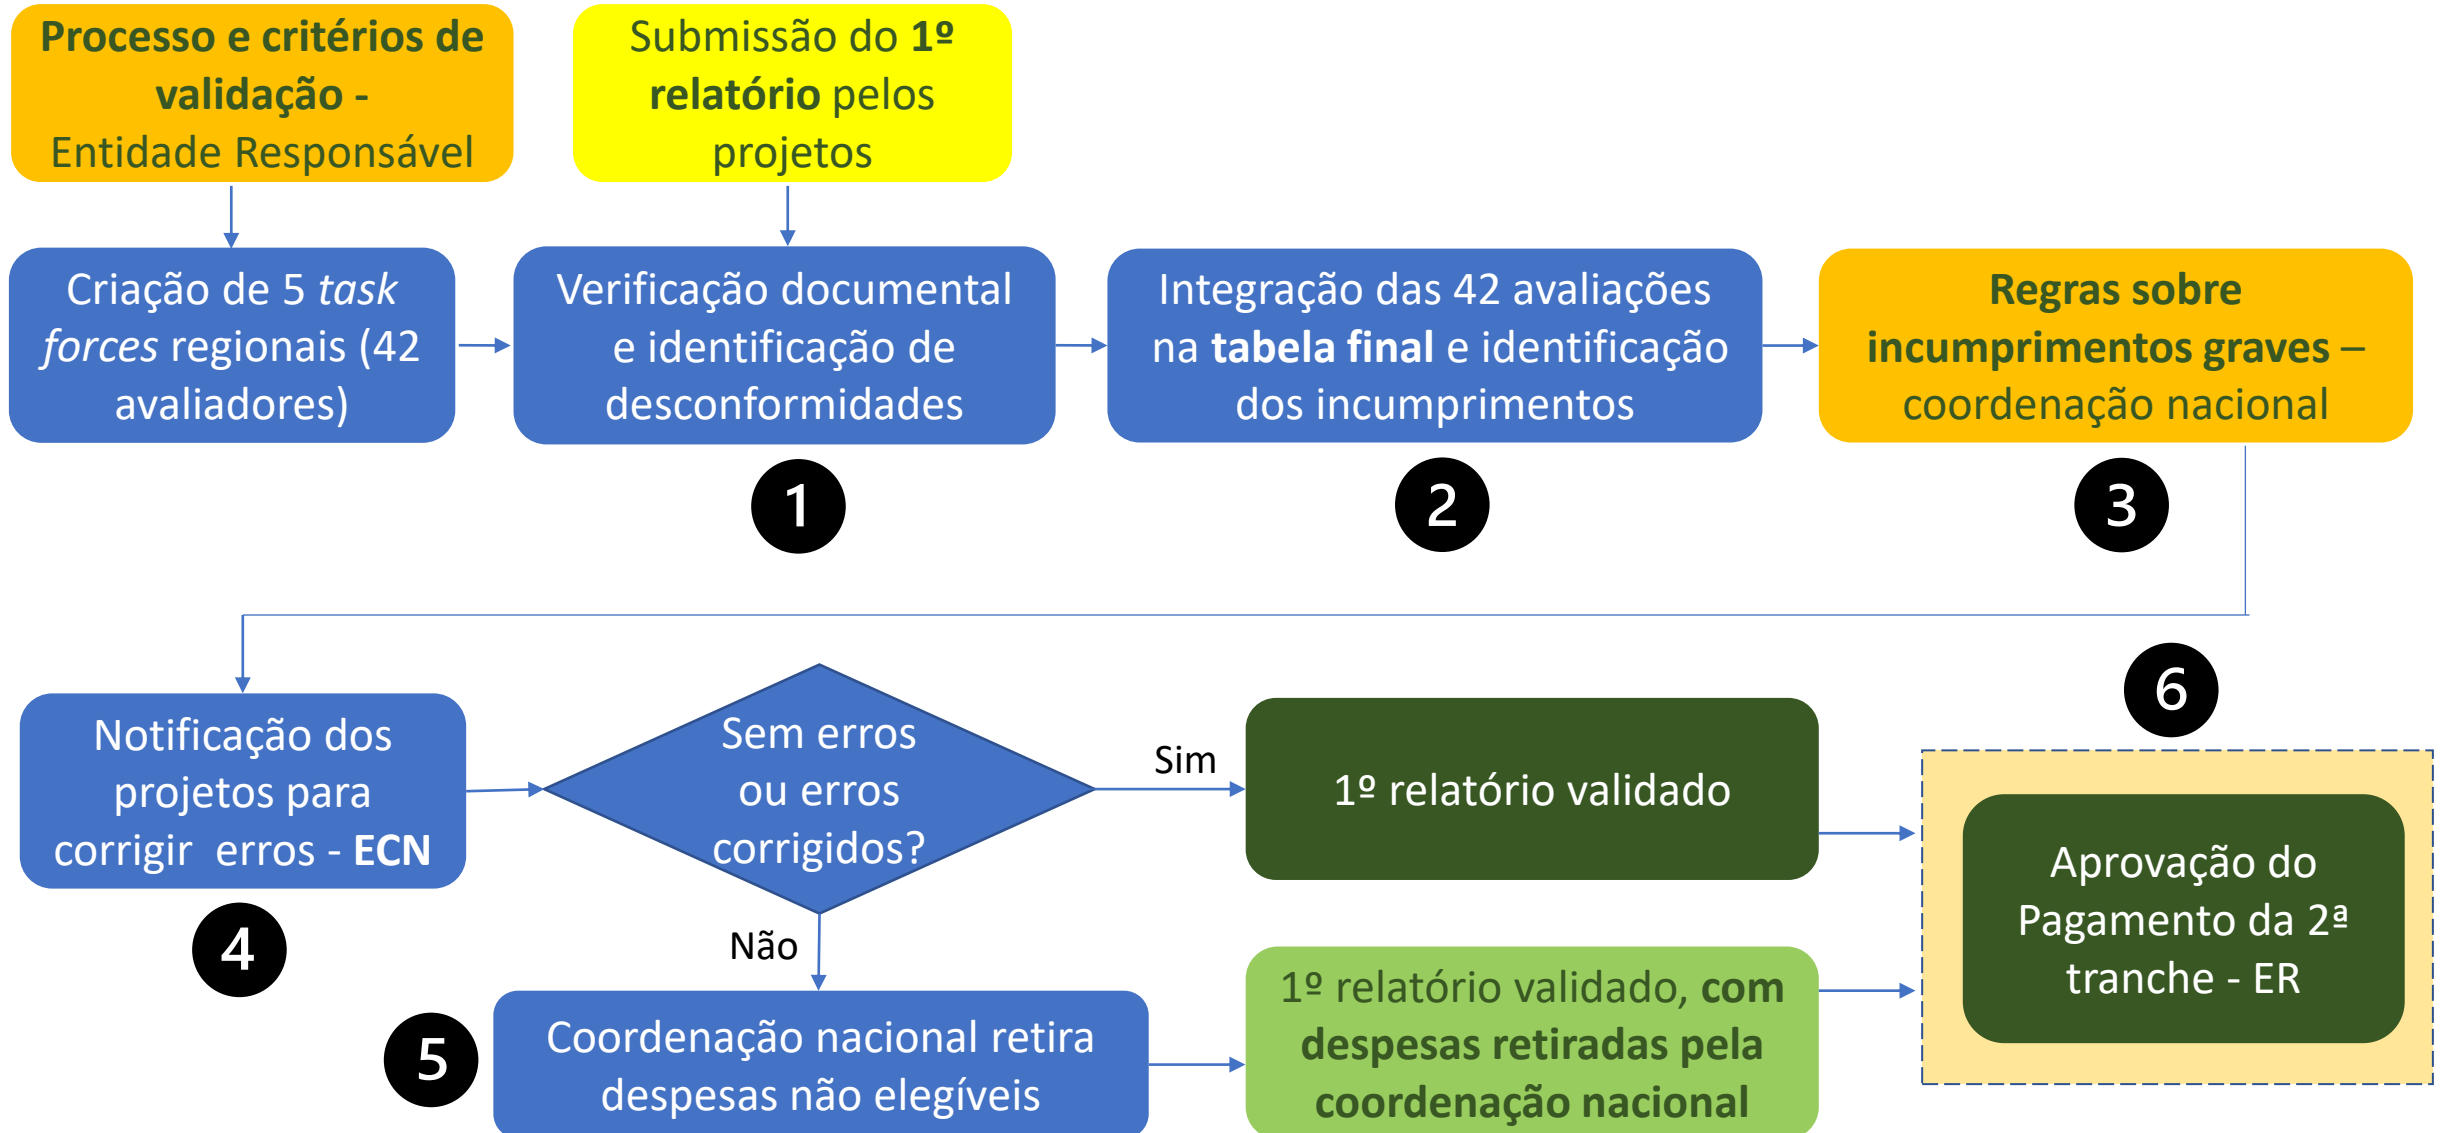 Processo e critérios de
validação -
Entidade Responsável
Submissão do 1º
relatório pelos
projetos
Criação de 5 task
forces regionais (42
avaliadores)
Verificação documental
e identificação de
desconformidades
Integração das 42 avaliações
na tabela final e identificação
dos incumprimentos
Regras sobre
incumprimentos graves –
coordenação nacional
1
2
3
Notificação dos
projetos para
corrigir  erros - ECN
4
Sem erros
ou erros
corrigidos?
Sim
1º relatório validado
6
Aprovação do
Pagamento da 2ª
tranche - ER
Não
5
Coordenação nacional retira
despesas não elegíveis
1º relatório validado, com
despesas retiradas pela
coordenação nacional